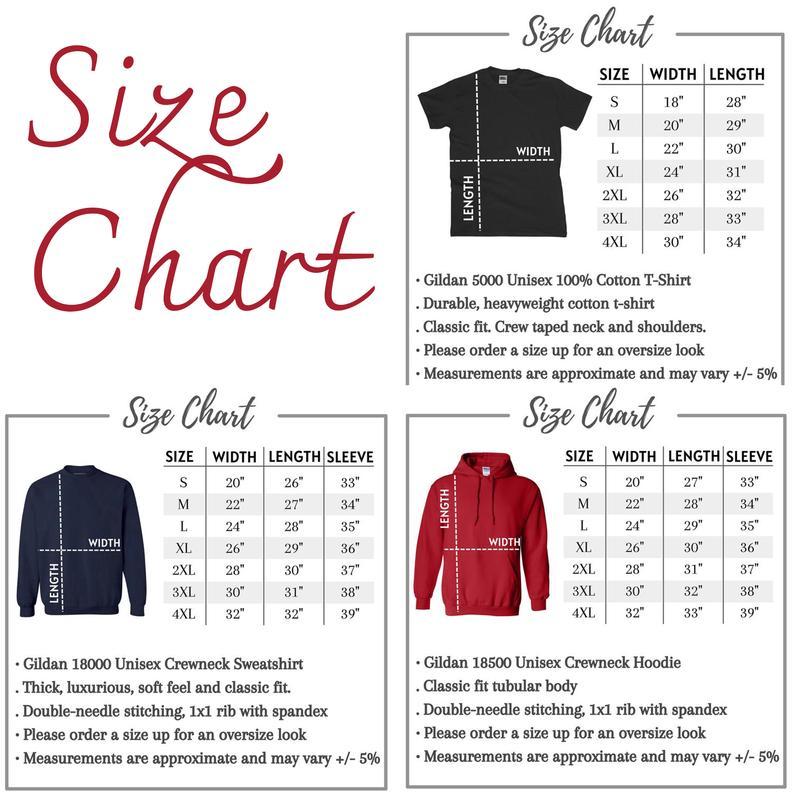 Size
Chart
Size Chart
SIZE WIDTH LENGTH
S 18" 28"
M 20" 29"
L 22" 30"
XL 24" 31"
2XL 26" 32"
3XL 28" 33"
4XL 30" 34"
WIDTH
LENGTH
· Gildan 5000 Unisex 100% Cotton T-Shirt
. Durable, heavyweight cotton t-shirt
. Classic fit. Crew taped neck and shoulders.
· Please order a size up for an oversize look
· Measurements are approximate and may vary +/- 5%
Size Chart
SIZE WIDTH LENGTH SLEEVE
S 20" 26" 33"
M 22" 27" 34"
L 24" 28" 35"
XL 26" 29" 36"
2XL 28" 30" 37"
3XL 30" 31" 38"
4XL 32" 32" 39"
WIDTH
LENGTH
· Gildan 18000 Unisex Crewneck Sweatshirt
. Thick, luxurious, soft feel and classic fit.
. Double-needle stitching, 1x1 rib with spandex
· Please order a size up for an oversize look
· Measurements are approximate and may vary +/- 5%
Size Chart
SIZE WIDTH LENGTH SLEEVE
S 20" 27" 33"
M 22" 28" 34"
L 24" 29" 35"
XL 26" 30" 36"
2XL 28" 31" 37"
3XL 30" 32" 38"
4XL 32" 33" 39"
LENGTH
WIDTH
· Gildan 18500 Unisex Crewneck Hoodie
. Classic fit tubular body
. Double-needle stitching, 1x1 rib with spandex
· Please order a size up for an oversize look
· Measurements are approximate and may vary +/- 5%